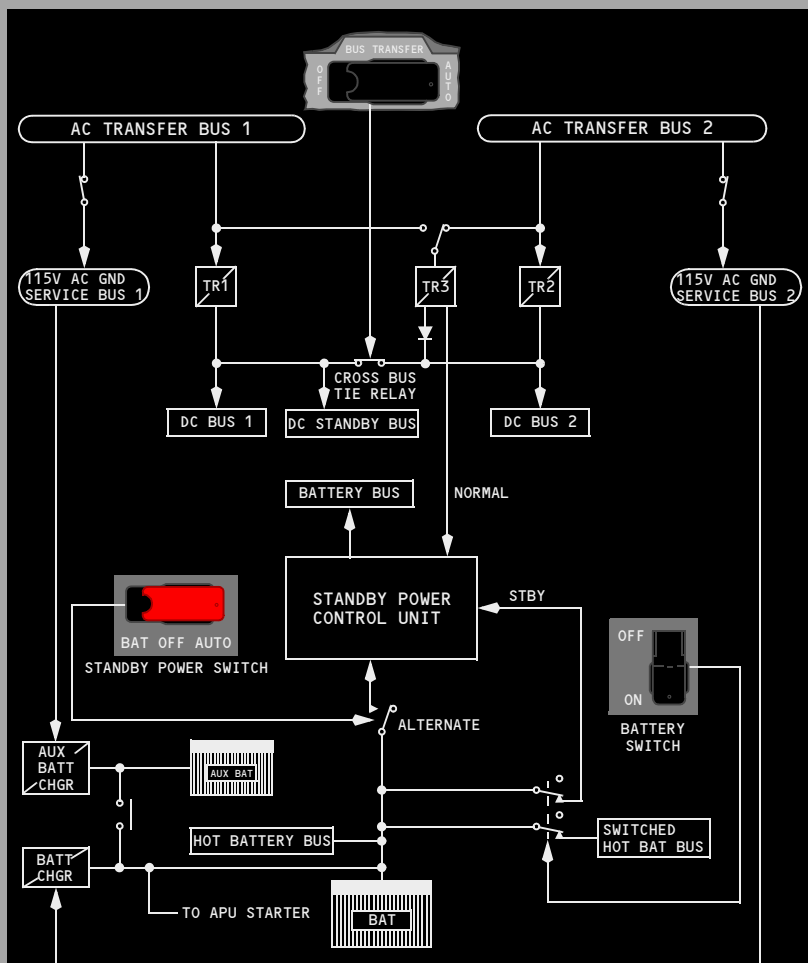 BUS TRANSFER
OFF
AUTO
AC TRANSFER BUS 1
AC TRANSFER BUS 2
115V AC GND
SERVICE BUS 1
115V AC GND
SERVICE BUS 2
TR1
TR3
TR2
CROSS BUS
TIE RELAY
DC BUS 1
DC STANDBY BUS
DC BUS 2
BATTERY BUS
NORMAL
STANDBY POWER
CONTROL UNIT
STBY
BAT OFF AUTO
STANDBY POWER SWITCH
OFF
ON
BATTERY
SWITCH
ALTERNATE
AUX
BATT
CHGR
AUX BAT
HOT BATTERY BUS
SWITCHED
HOT BAT BUS
BATT
CHGR
TO APU STARTER
BAT